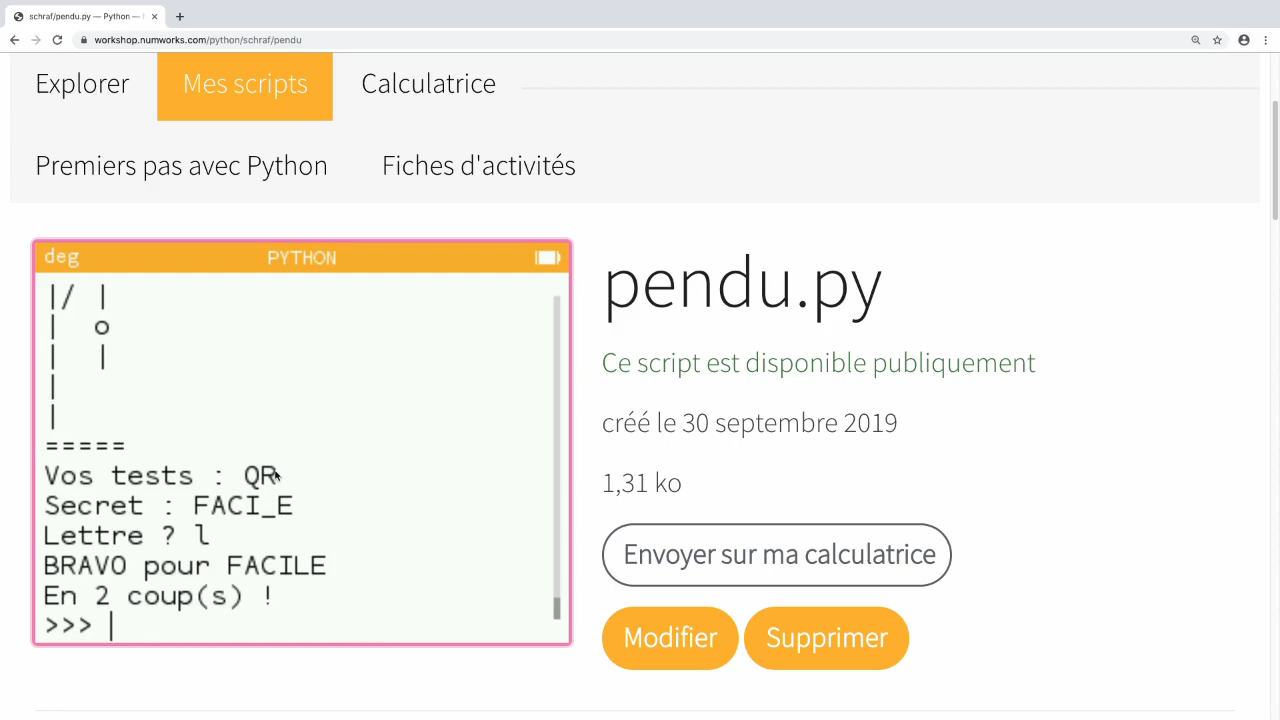 schraf/pendu.py — Python —
workshop.numworks.com/python/schraf/pendu
Explorer
Mes scripts
Calculatrice
Premiers pas avec Python
Fiches d'activités
deg
PYTHON
|/ |
| o
| |
|
|
=====
Vos tests : QR
Secret : FACI_E
Lettre ? l
BRAVO pour FACILE
En 2 coup(s) !
>>>
pendu.py
Ce script est disponible publiquement
créé le 30 septembre 2019
1,31 ko
Envoyer sur ma calculatrice
Modifier
Supprimer